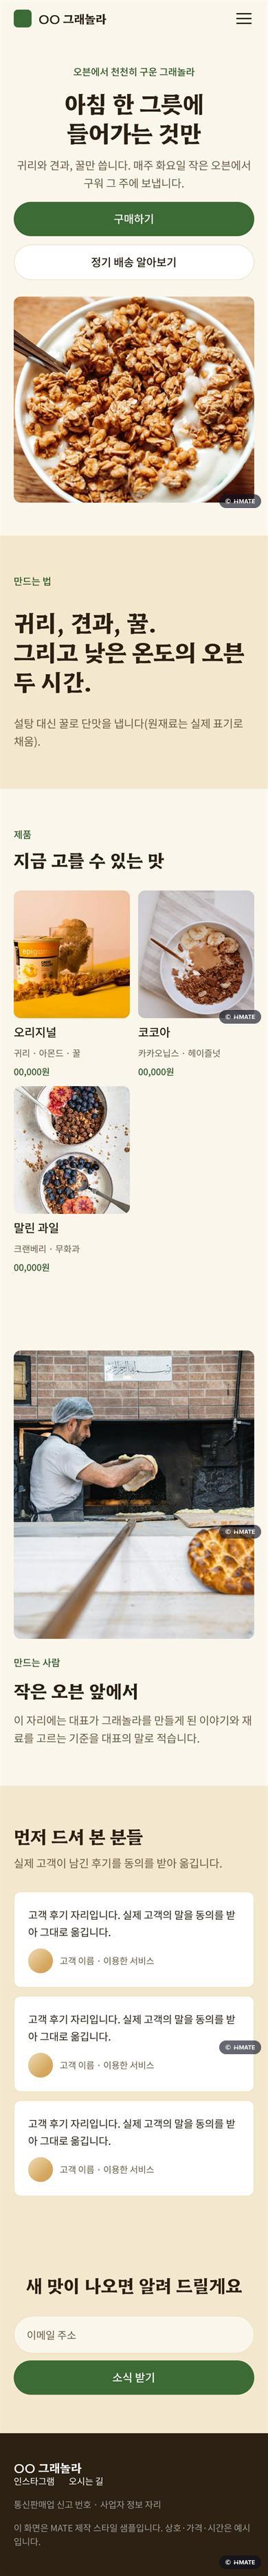 OO 그래놀라
오븐에서 천천히 구운 그래놀라
아침 한 그릇에
들어가는 것만
귀리와 견과, 꿀만 씁니다. 매주 화요일 작은 오븐에서
구워 그 주에 보냅니다.
구매하기
정기 배송 알아보기
© MATE
만드는 법
귀리, 견과, 꿀.
그리고 낮은 온도의 오븐
두 시간.
설탕 대신 꿀로 단맛을 냅니다(원재료는 실제 표기로
채움).
제품
지금 고를 수 있는 맛
© MATE
오리지널
귀리 · 아몬드 · 꿀
00,000원
코코아
카카오닙스 · 헤이즐넛
00,000원
말린 과일
크랜베리 · 무화과
00,000원
© MATE
만드는 사람
작은 오븐 앞에서
이 자리에는 대표가 그래놀라를 만들게 된 이야기와 재
료를 고르는 기준을 대표의 말로 적습니다.
먼저 드셔 본 분들
실제 고객이 남긴 후기를 동의를 받아 옮깁니다.
고객 후기 자리입니다. 실제 고객의 말을 동의를 받
아 그대로 옮깁니다.
고객 이름 · 이용한 서비스
고객 후기 자리입니다. 실제 고객의 말을 동의를 받
아 그대로 옮깁니다.
© MATE
고객 이름 · 이용한 서비스
고객 후기 자리입니다. 실제 고객의 말을 동의를 받
아 그대로 옮깁니다.
고객 이름 · 이용한 서비스
새 맛이 나오면 알려 드릴게요
이메일 주소
소식 받기
OO 그래놀라
인스타그램 오시는 길
통신판매업 신고 번호 · 사업자 정보 자리
이 화면은 MATE 제작 스타일 샘플입니다. 상호·가격·시간은 예시
입니다.
© MATE